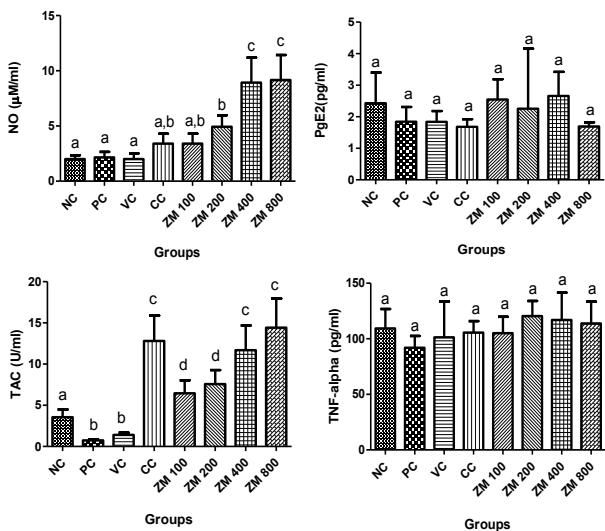 NO (µM/ml)
15
10
5
0
a
a
a
a,b
a,b
b
c
c
NC
PC
VC
CC
ZM 100
ZM 200
ZM 400
ZM 800
Groups
PgE2(pg/ml)
5
4
3
2
1
0
a
a
a
a
a
a
a
a
NC
PC
VC
CC
ZM 100
ZM 200
ZM 400
ZM 800
Groups
TAC (U/ml)
20
15
10
5
0
a
b
b
c
d
d
c
c
NC
PC
VC
CC
ZM 100
ZM 200
ZM 400
ZM 800
Groups
TNF-alpha (pg/ml)
150
100
50
0
a
a
a
a
a
a
a
a
NC
PC
VC
CC
ZM 100
ZM 200
ZM 400
ZM 800
Groups